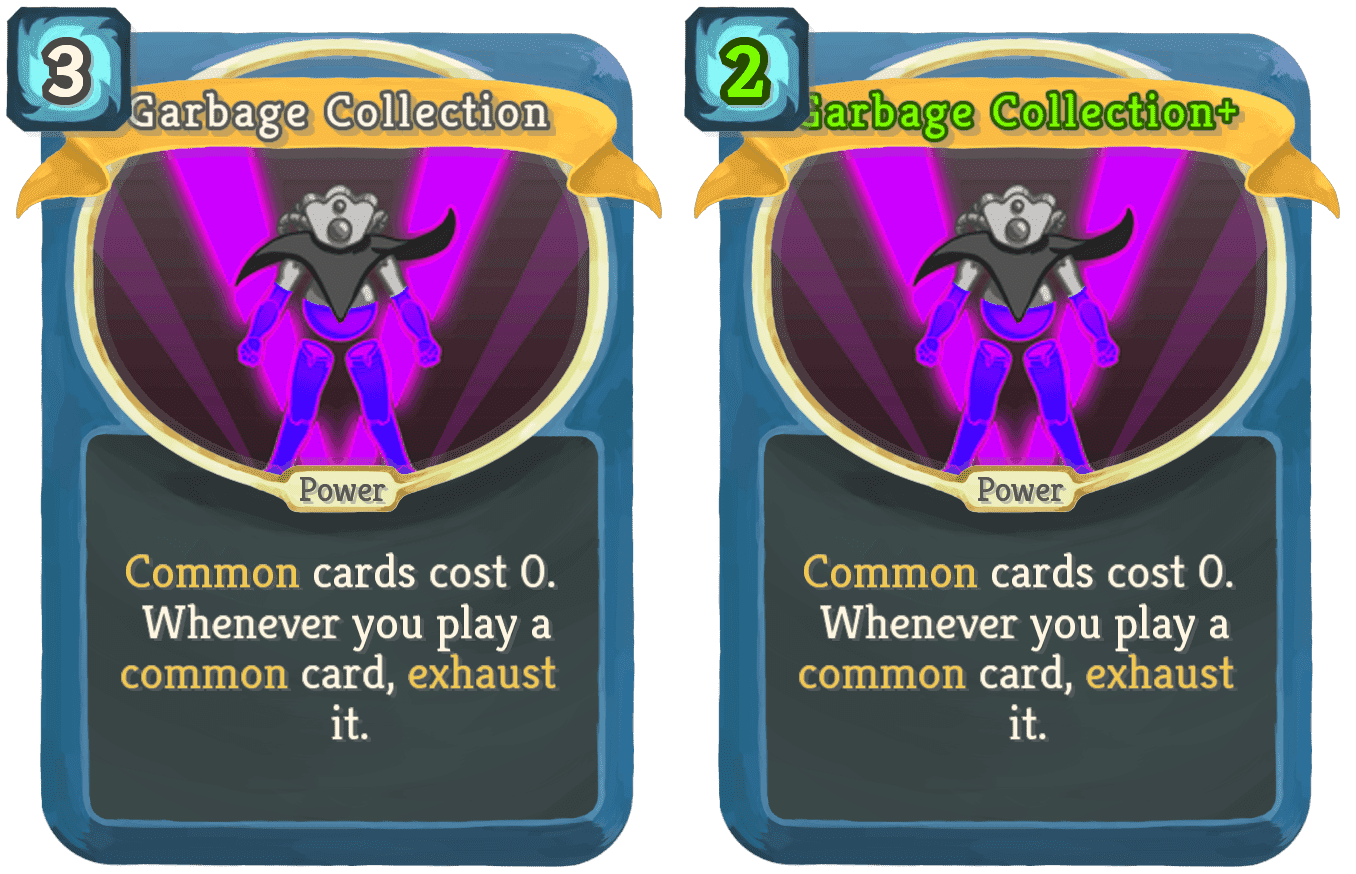 3
Garbage Collection
Power
Common cards cost 0.
Whenever you play a
common card, exhaust
it.
2
Garbage Collection+
Power
Common cards cost 0.
Whenever you play a
common card, exhaust
it.